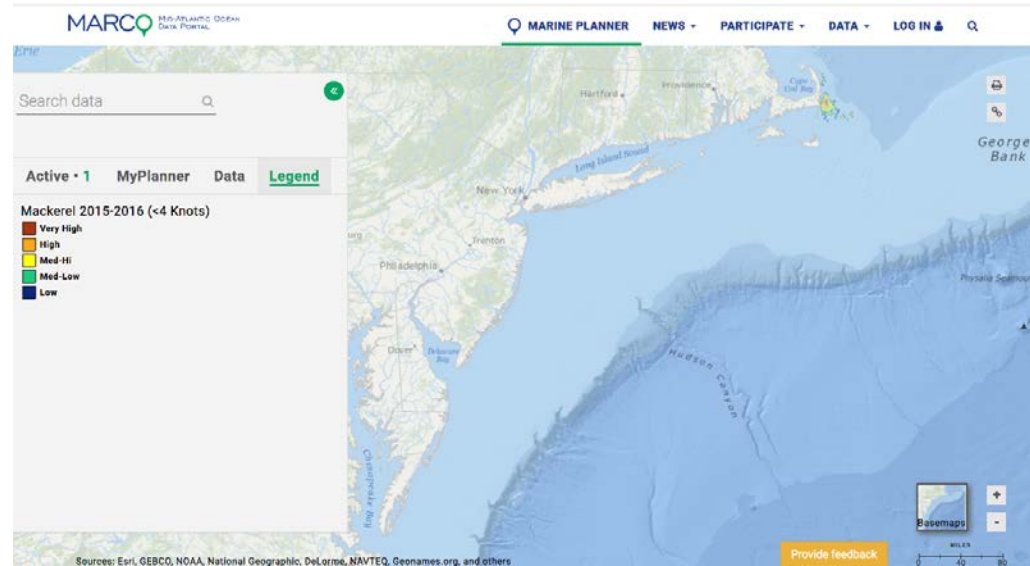 MARCO Mid-Atlantic Ocean Data Portal
MARINE PLANNER NEWS PARTICIPATE DATA LOG IN
Erie
Search data
Active • 1 MyPlanner Data Legend
Mackerel 2015-2016 (<4 Knots)
Very High
High
Med-Hi
Med-Low
Low
Hartford
Providence
Cape Cod Bay
Long Island Sound
George
Bank
New York
Trenton
Philadelphia
Physalia Seamou
Dover
Delaware Bay
Hudson Canyon
Chesapeake Bay
Basemaps
+
-
MILES
0 40 80
Provide feedback
Sources: Esri, GEBCO, NOAA, National Geographic, DeLorme, NAVTEQ, Geonames.org, and others